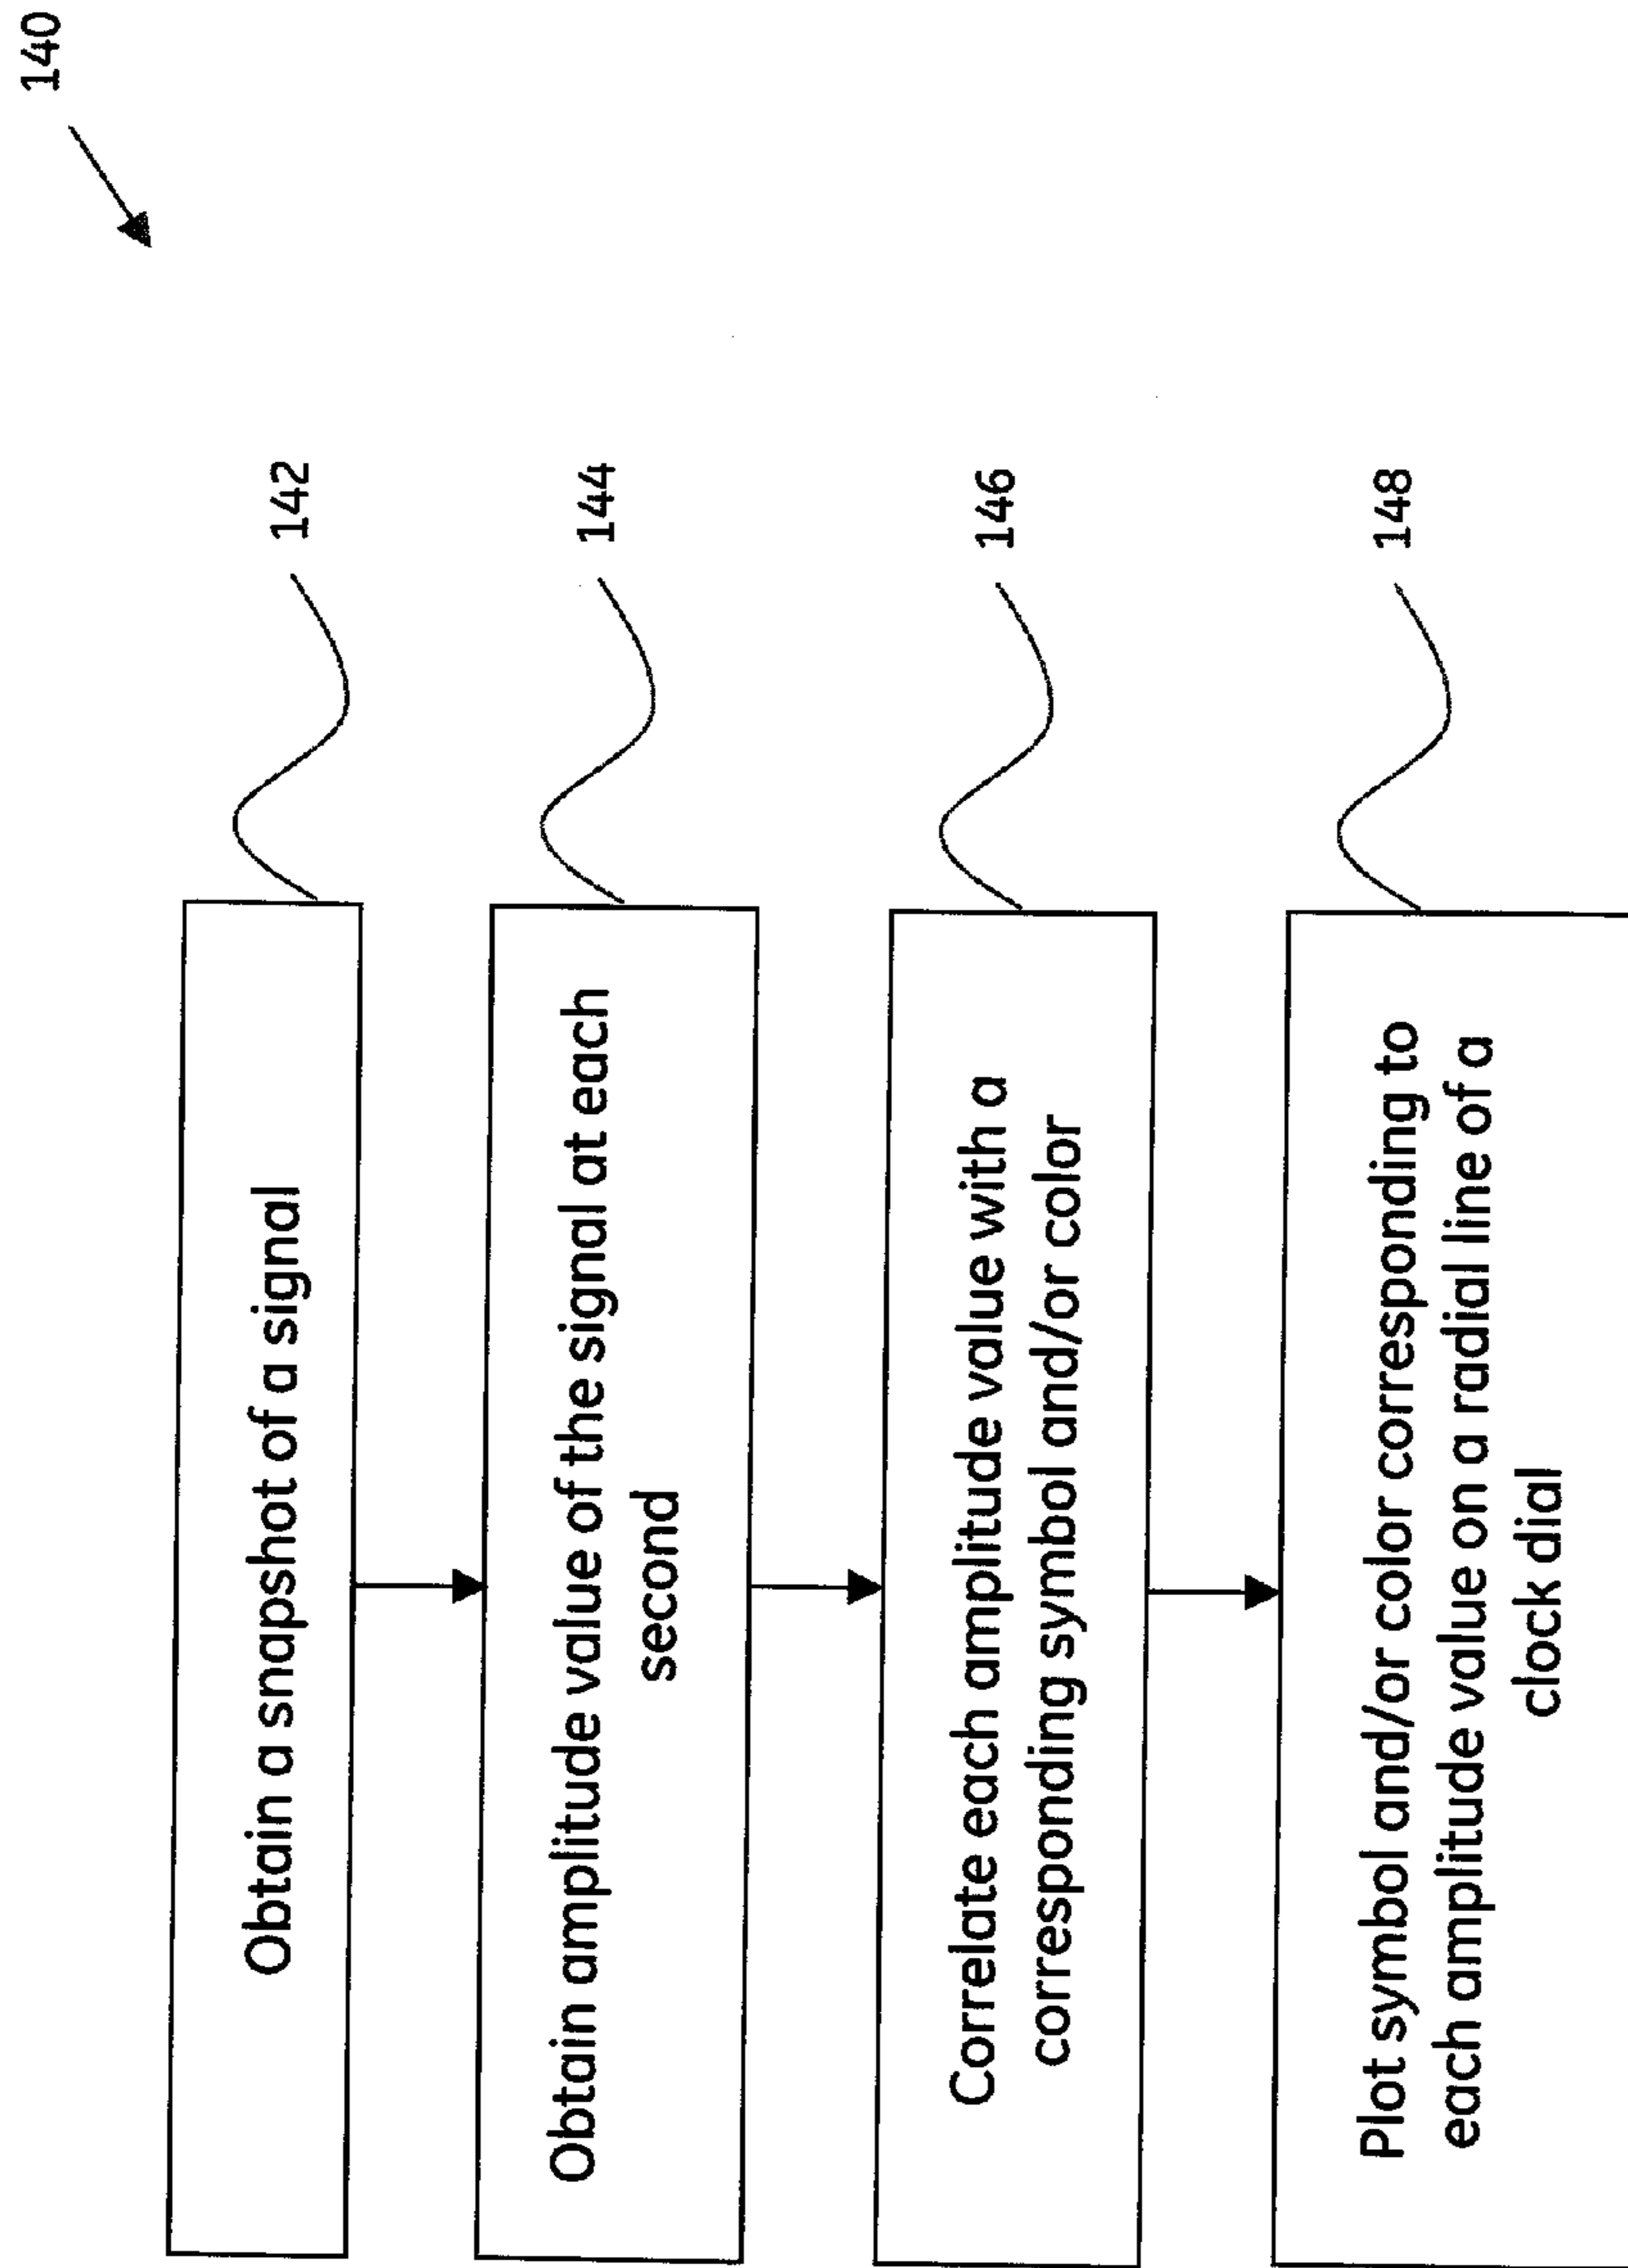 140
Obtain a snapshot of a signal
142
Obtain amplitude value of the signal at each
second
144
Correlate each amplitude value with a
corresponding symbol and/or color
146
Plot symbol and/or color corresponding to
each amplitude value on a radial line of a
clock dial
148